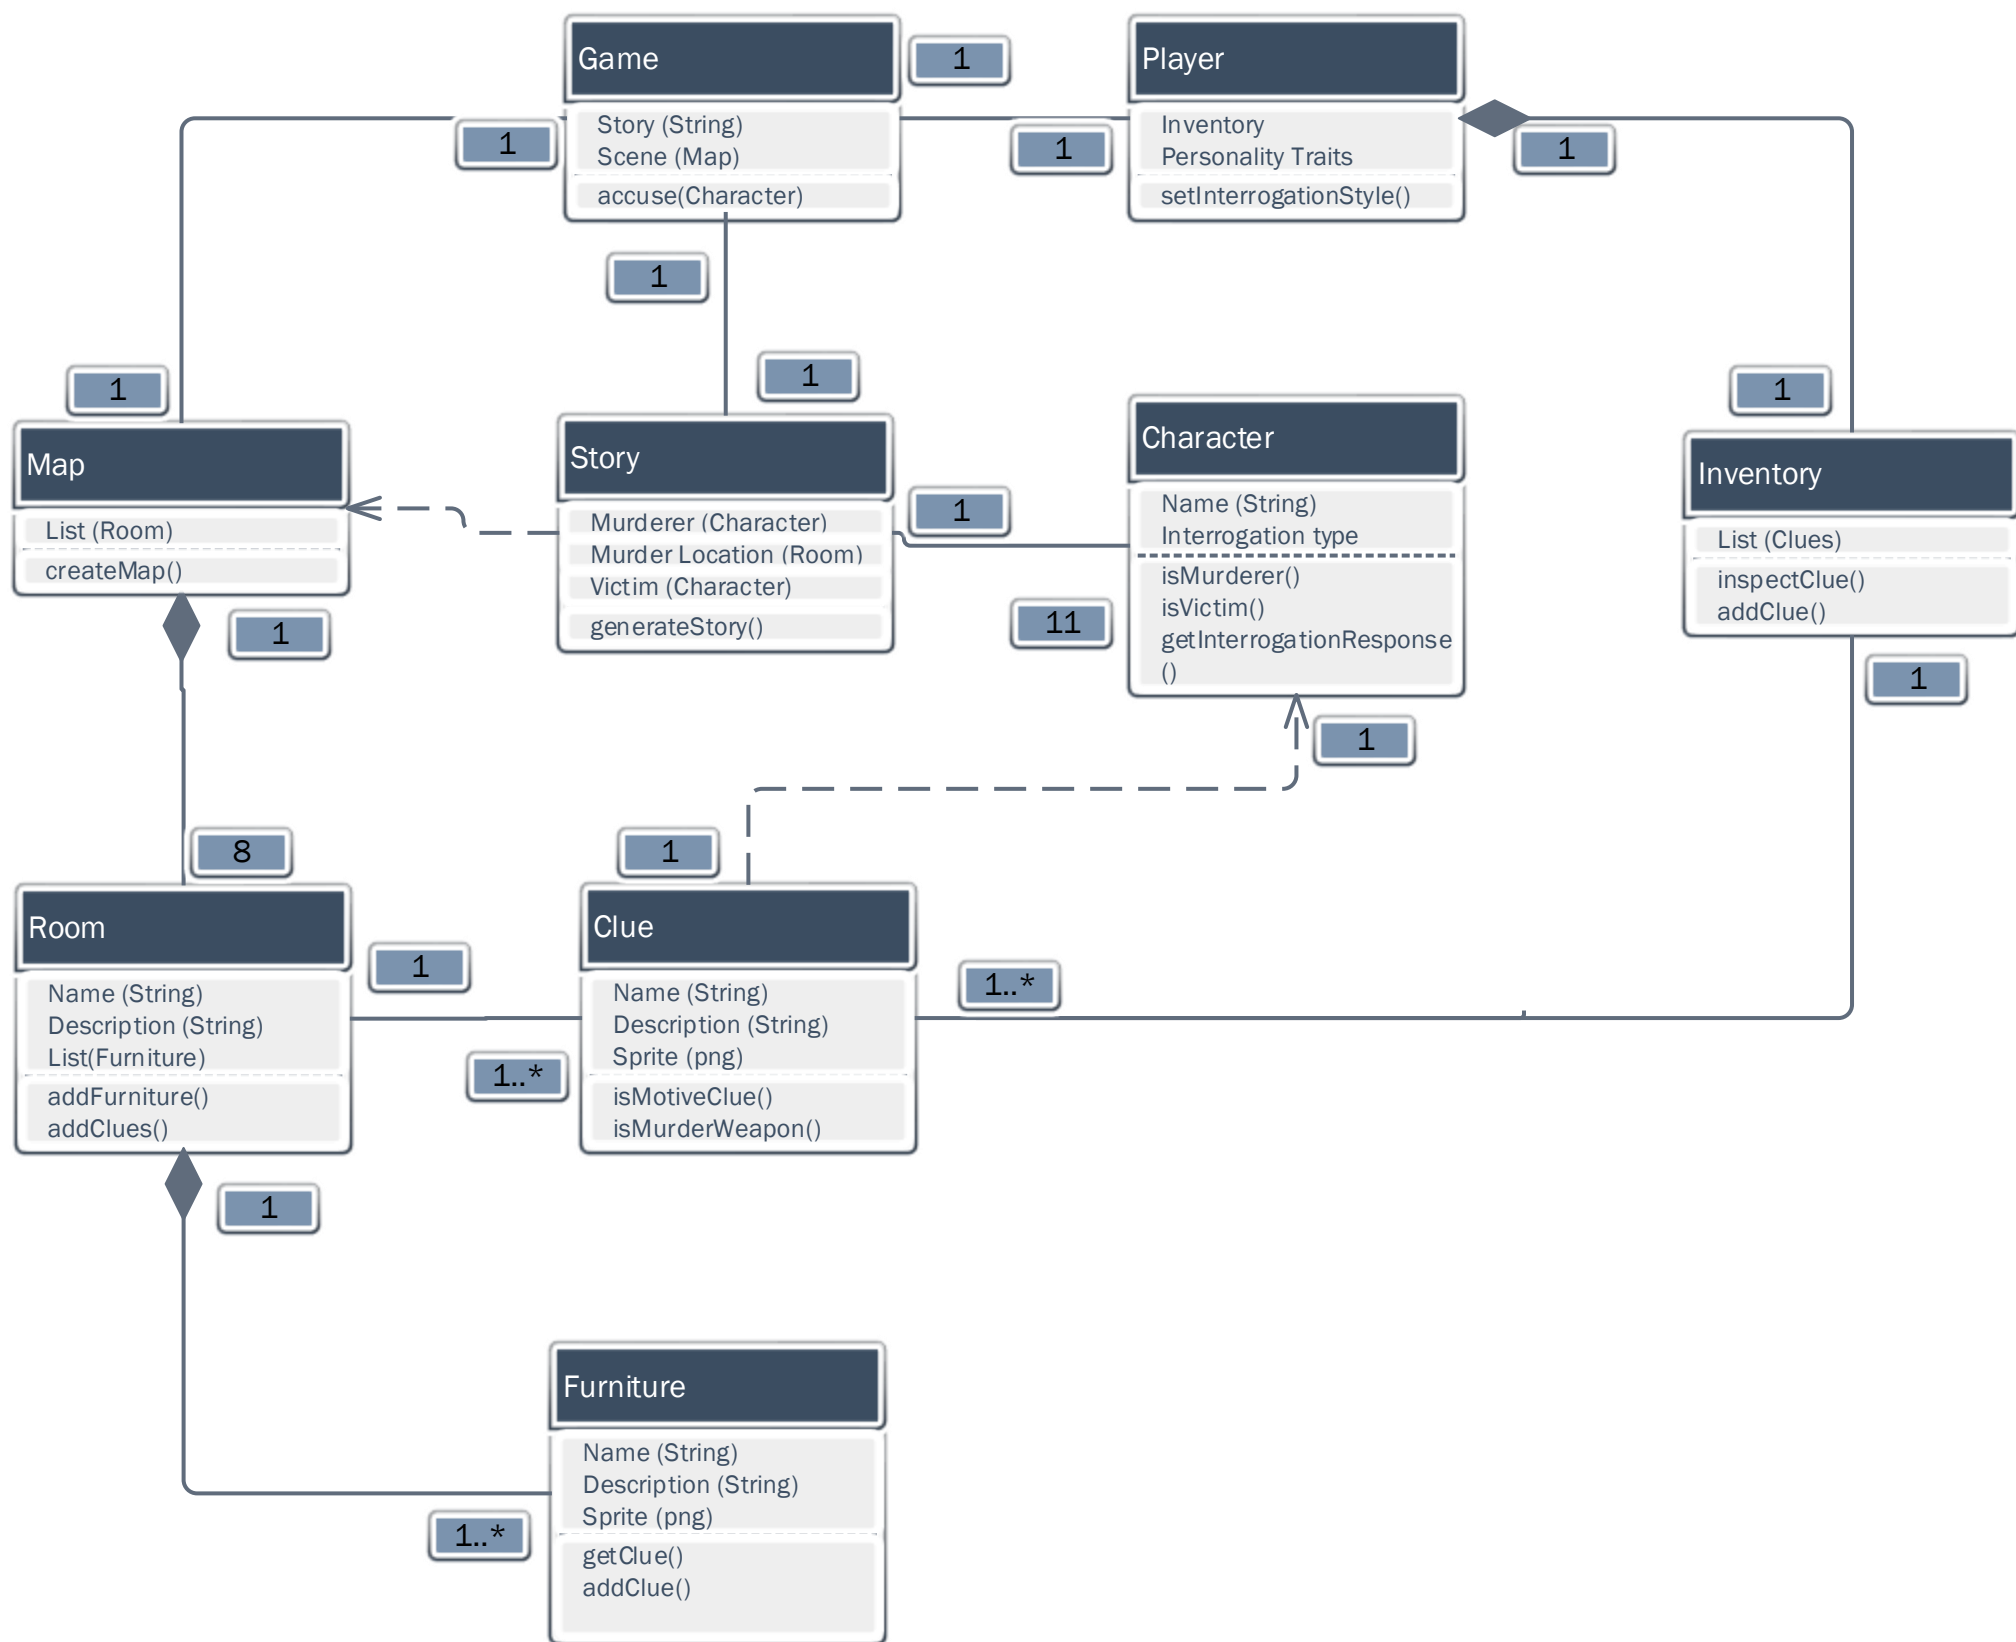 Game
Story (String)
Scene (Map)
accuse(Character)
1
Player
Inventory
Personality Traits
setInterrogationStyle()
1
1
1
1
1
1
1
Map
List (Room)
createMap()
1
Story
Murderer (Character)
Murder Location (Room)
Victim (Character)
generateStory()
1
Character
Name (String)
Interrogation type
isMurderer()
isVictim()
getInterrogationResponse
()
11
1
Inventory
List (Clues)
inspectClue()
addClue()
1
8
1
Room
Name (String)
Description (String)
List(Furniture)
addFurniture()
addClues()
1
1..*
Clue
Name (String)
Description (String)
Sprite (png)
isMotiveClue()
isMurderWeapon()
1..*
1
Furniture
Name (String)
Description (String)
Sprite (png)
getClue()
addClue()
1..*